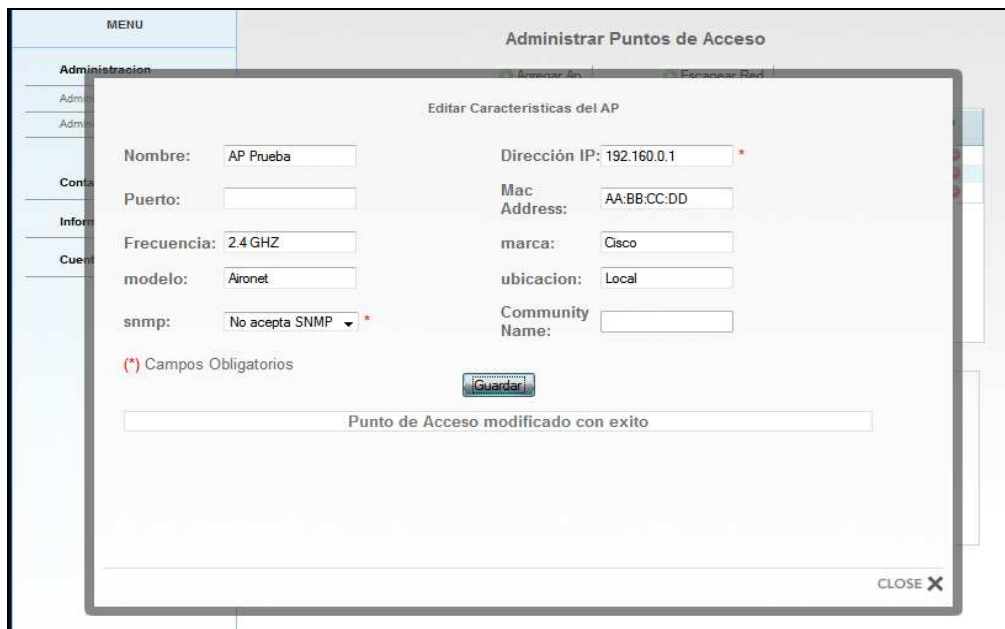 MENU
Administrar Puntos de Acceso
Administracion
Agregar Ap
Escanear Red
Editar Caracteristicas del AP
Nombre: AP Prueba Dirección IP: 192.160.0.1 *
Puerto: Mac Address: AA:BB:CC:DD
Frecuencia: 2.4 GHZ marca: Cisco
modelo: Aironet ubicacion: Local
snmp: No acepta SNMP * Community Name:
(*) Campos Obligatorios
Guardar
Punto de Acceso modificado con exito
CLOSE X